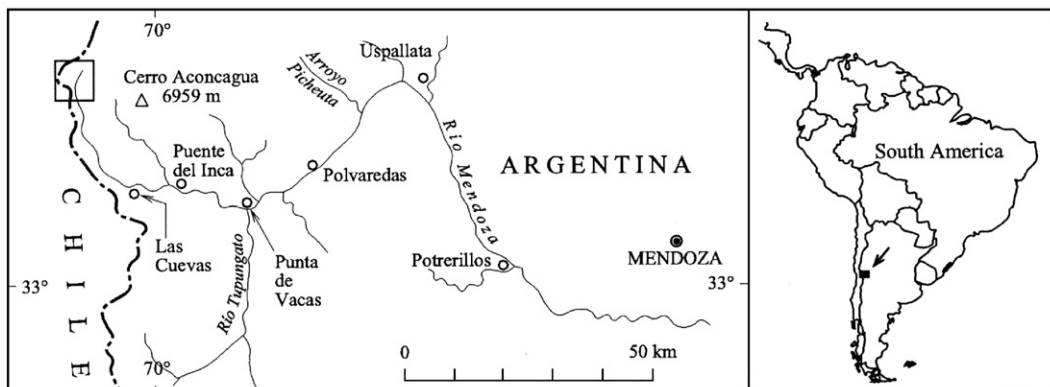 70°
Uspallata
Cerro Aconcagua
6959 m
Arroyo
Picheuta
Río Mendoza
Puente
del Inca
Polvaredas
ARGENTINA
CHILE
Las
Cuevas
Punta
de
Vacas
Río Tupungato
Potrerillos
MENDOZA
33°
33°
70°
0
50 km
South America